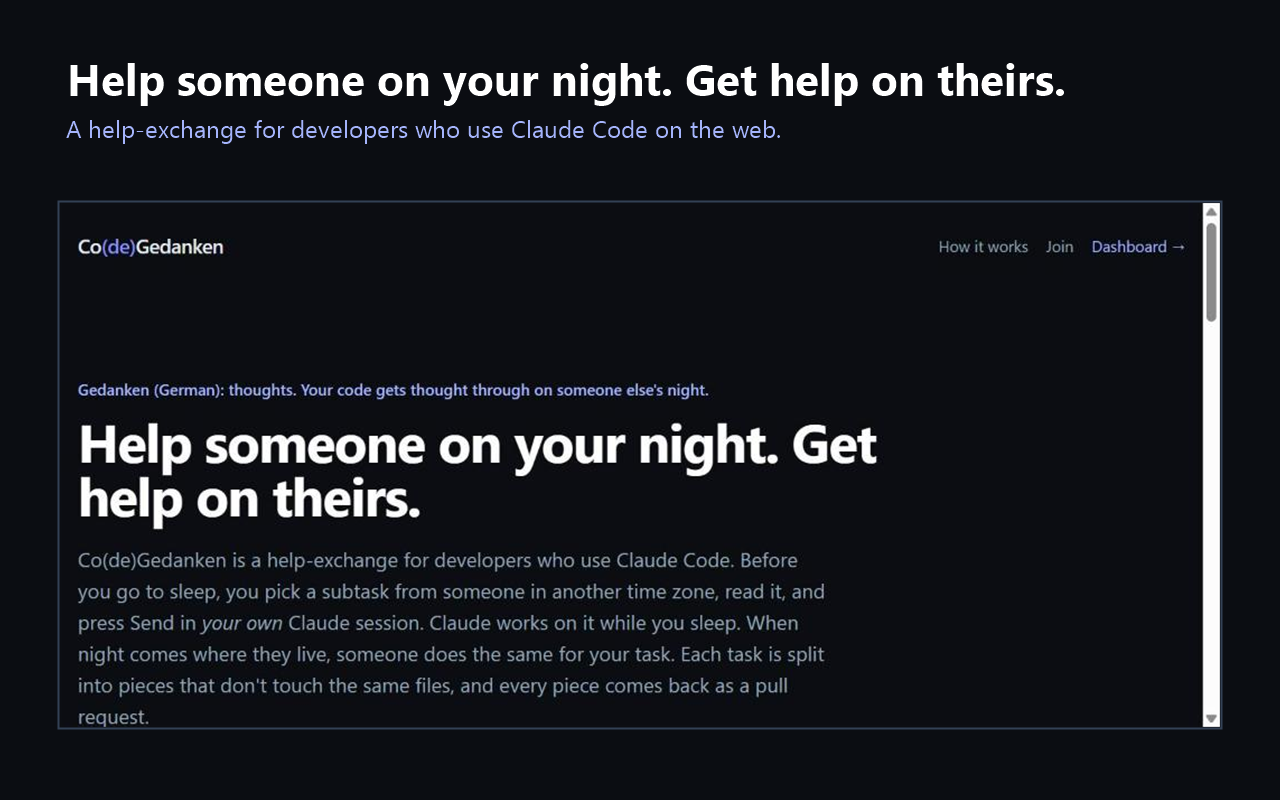 Help someone on your night. Get help on theirs.
A help-exchange for developers who use Claude Code on the web.
Co(de)Gedanken
How it works Join Dashboard →
Gedanken (German): thoughts. Your code gets thought through on someone else's night.
Help someone on your night. Get
help on theirs.
Co(de)Gedanken is a help-exchange for developers who use Claude Code. Before
you go to sleep, you pick a subtask from someone in another time zone, read it, and
press Send in your own Claude session. Claude works on it while you sleep. When
night comes where they live, someone does the same for your task. Each task is split
into pieces that don't touch the same files, and every piece comes back as a pull
request.